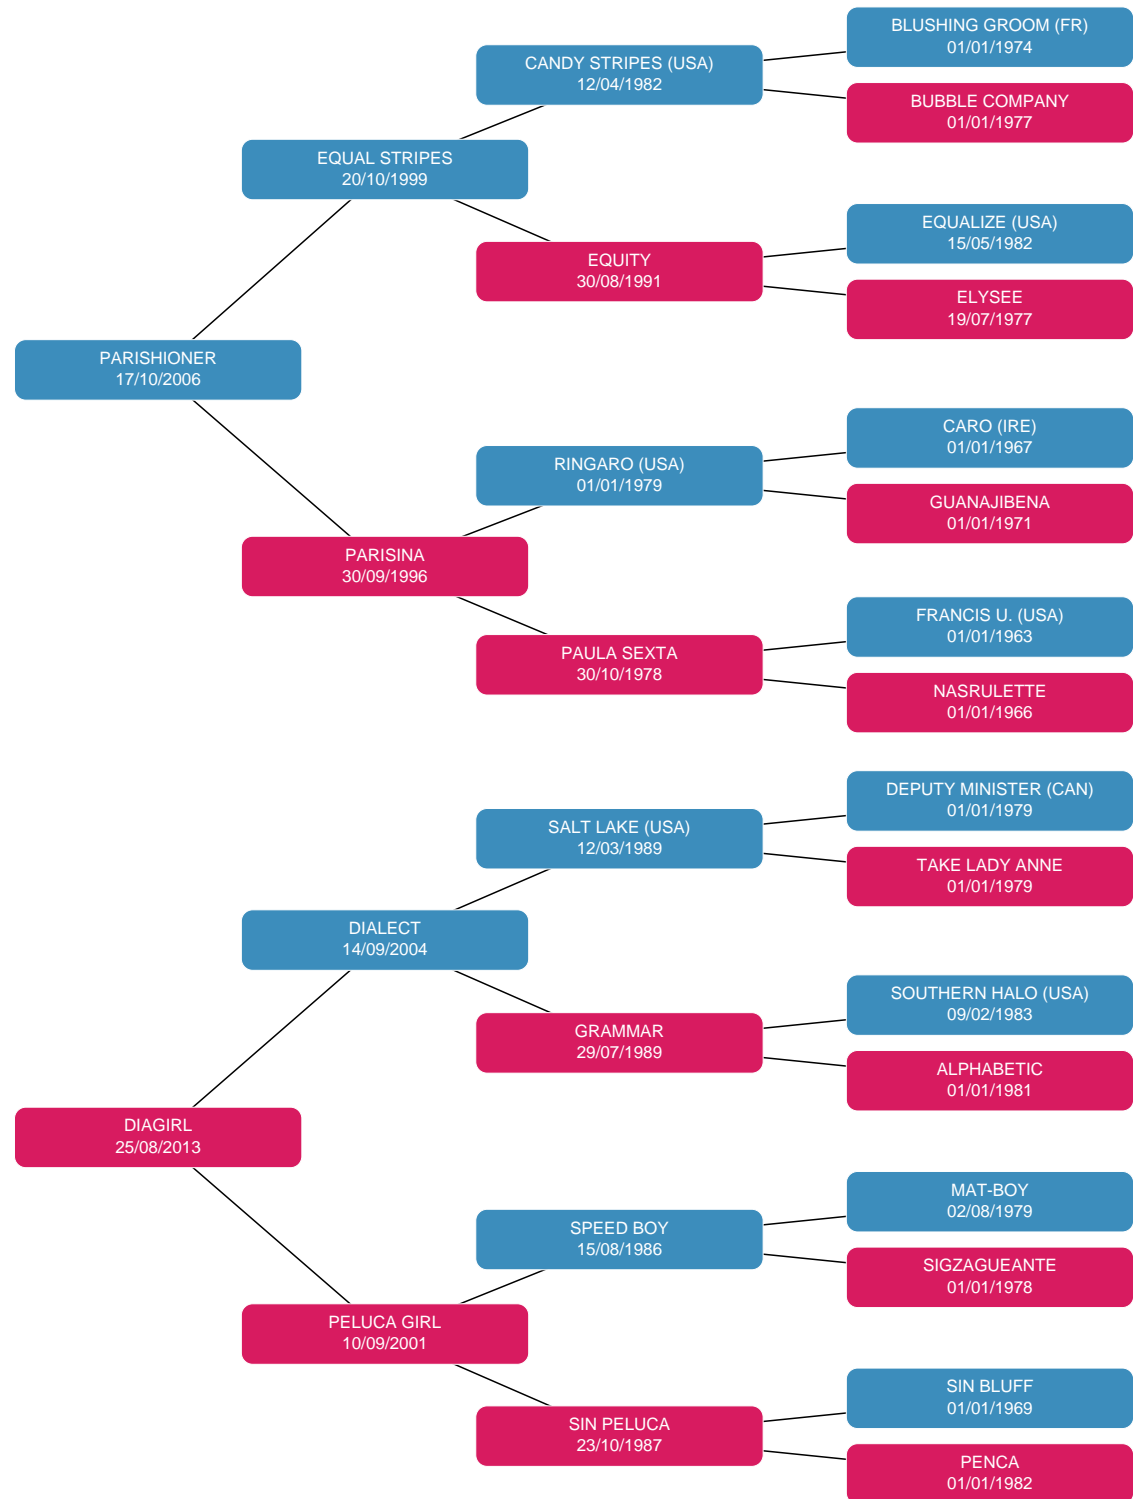 BLUSHING GROOM (FR)
01/01/1974
CANDY STRIPES (USA)
12/04/1982
BUBBLE COMPANY
01/01/1977
EQUAL STRIPES
20/10/1999
EQUALIZE (USA)
15/05/1982
EQUITY
30/08/1991
ELYSEE
19/07/1977
PARISHIONER
17/10/2006
CARO (IRE)
01/01/1967
RINGARO (USA)
01/01/1979
GUANAJIBENA
01/01/1971
PARISINA
30/09/1996
FRANCIS U. (USA)
01/01/1963
PAULA SEXTA
30/10/1978
NASRULETTE
01/01/1966
DEPUTY MINISTER (CAN)
01/01/1979
SALT LAKE (USA)
12/03/1989
TAKE LADY ANNE
01/01/1979
DIALECT
14/09/2004
SOUTHERN HALO (USA)
09/02/1983
GRAMMAR
29/07/1989
ALPHABETIC
01/01/1981
DIAGIRL
25/08/2013
MAT-BOY
02/08/1979
SPEED BOY
15/08/1986
SIGZAGUEANTE
01/01/1978
PELUCA GIRL
10/09/2001
SIN BLUFF
01/01/1969
SIN PELUCA
23/10/1987
PENCA
01/01/1982